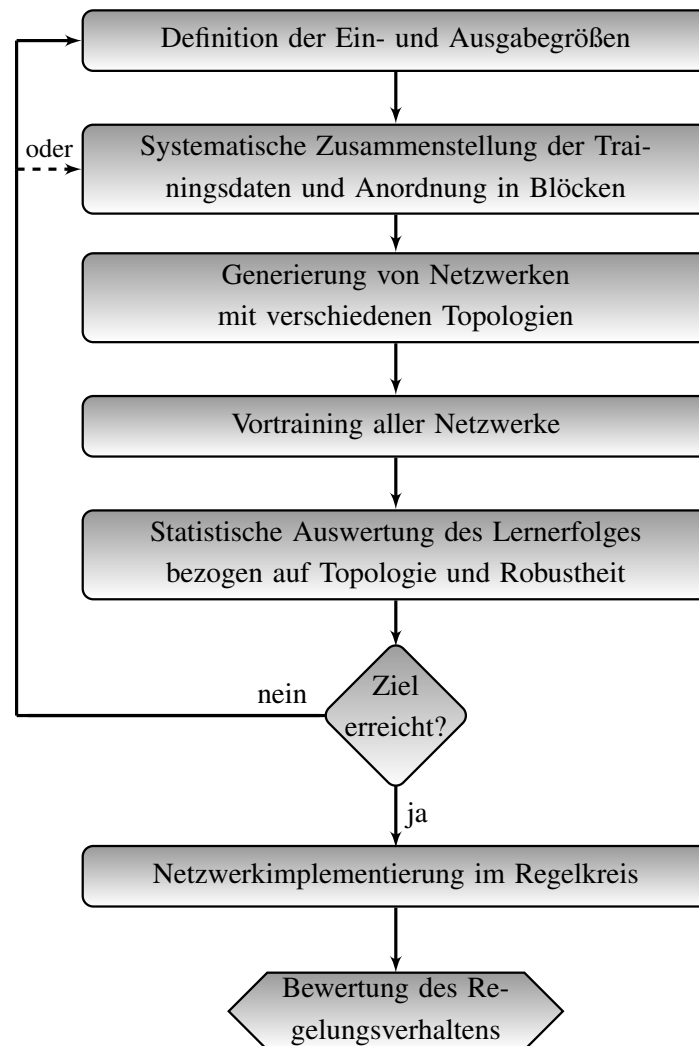 Definition der Ein- und Ausgabegrößen
oder
Systematische Zusammenstellung der Trai-
ningsdaten und Anordnung in Blöcken
Generierung von Netzwerken
mit verschiedenen Topologien
Vortraining aller Netzwerke
Statistische Auswertung des Lernerfolges
bezogen auf Topologie und Robustheit
nein
Ziel
erreicht?
ja
Netzwerkimplementierung im Regelkreis
Bewertung des Re-
gelungsverhaltens